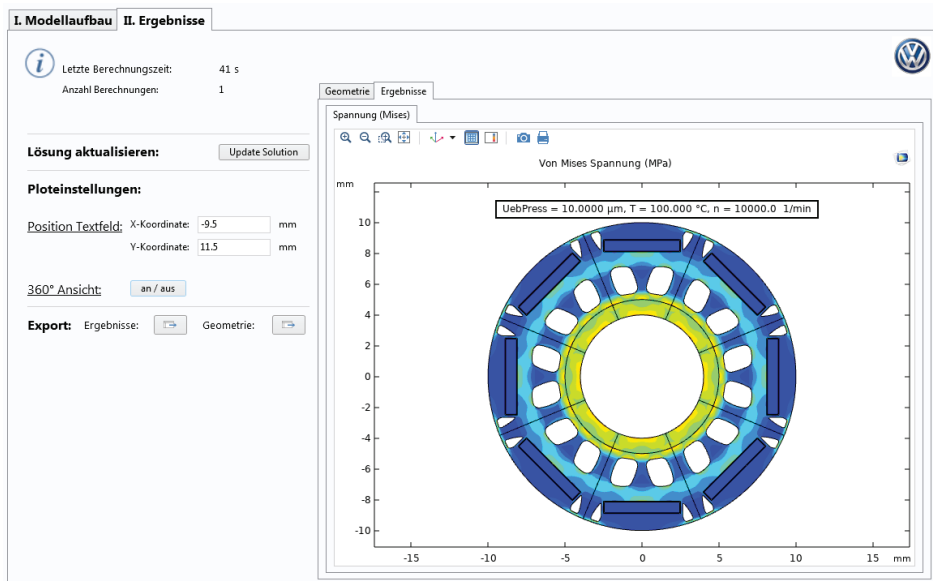 I. Modellaufbau II. Ergebnisse
Letzte Berechnungszeit: 41 s
Anzahl Berechnungen: 1
Lösung aktualisieren: Update Solution
Ploteinstellungen:
Position Textfeld: X-Koordinate: -9.5 mm
Y-Koordinate: 11.5 mm
360° Ansicht: an / aus
Export: Ergebnisse: Geometrie:
Geometrie Ergebnisse
Spannung (Mises)
Von Mises Spannung (MPa)
mm
UebPress = 10.0000 µm, T = 100.000 °C, n = 10000.0 1/min
10
8
6
4
2
0
-2
-4
-6
-8
-10
-15 -10 -5 0 5 10 15 mm